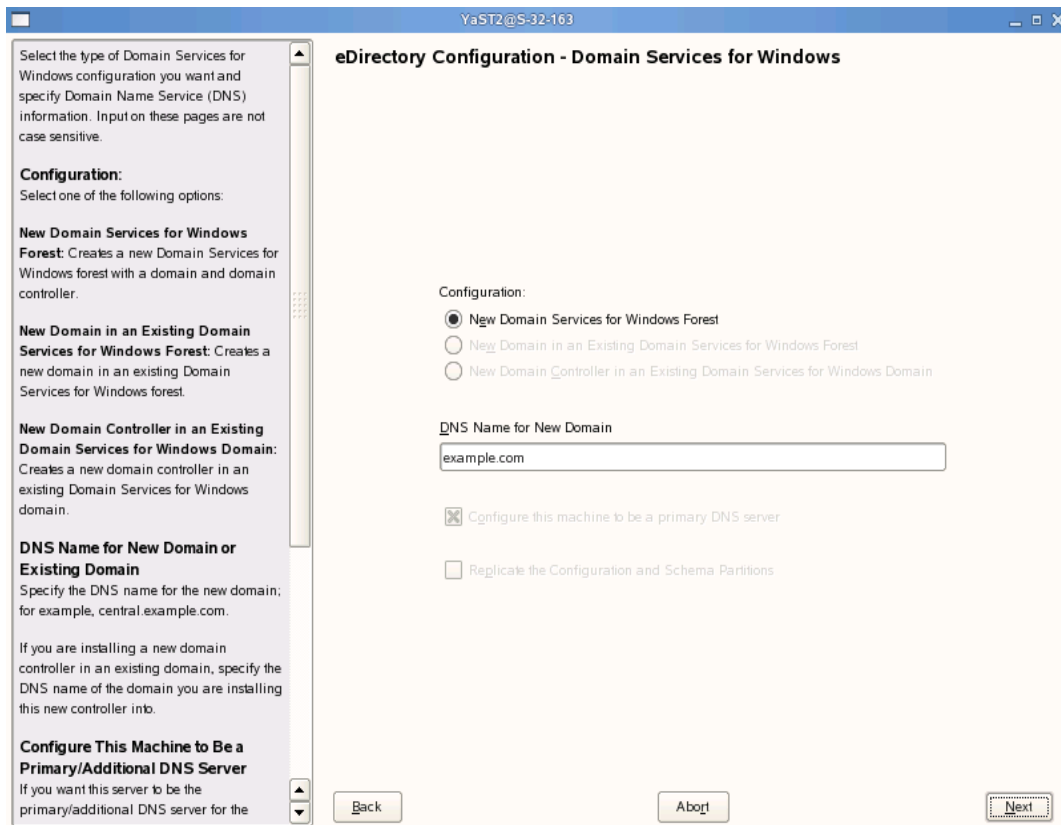 YaST2@S-32-163
Select the type of Domain Services for
Windows configuration you want and
specify Domain Name Service (DNS)
information. Input on these pages are not
case sensitive.
Configuration:
Select one of the following options:
New Domain Services for Windows
Forest: Creates a new Domain Services for
Windows forest with a domain and domain
controller.
New Domain in an Existing Domain
Services for Windows Forest: Creates a
new domain in an existing Domain
Services for Windows forest.
New Domain Controller in an Existing
Domain Services for Windows Domain:
Creates a new domain controller in an
existing Domain Services for Windows
domain.
DNS Name for New Domain or
Existing Domain
Specify the DNS name for the new domain;
for example, central.example.com.
If you are installing a new domain
controller in an existing domain, specify the
DNS name of the domain you are installing
this new controller into.
Configure This Machine to Be a
Primary/Additional DNS Server
If you want this server to be the
primary/additional DNS server for the
eDirectory Configuration - Domain Services for Windows
Configuration:
New Domain Services for Windows Forest
New Domain in an Existing Domain Services for Windows Forest
New Domain Controller in an Existing Domain Services for Windows Domain
DNS Name for New Domain
example.com
Configure this machine to be a primary DNS server
Replicate the Configuration and Schema Partitions
Back
Abort
Next